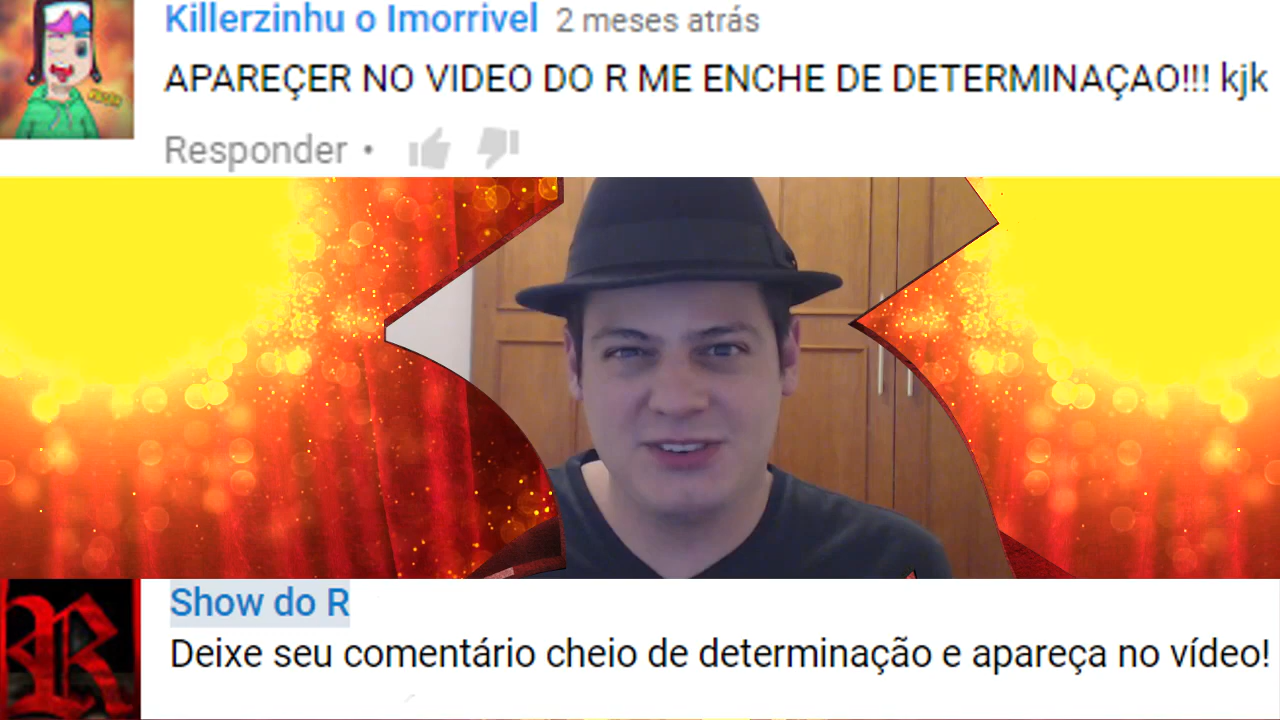 Killerzinhu o Imorrivel 2 meses atrás
APAREÇER NO VIDEO DO R ME ENCHE DE DETERMINAÇAO!!! kjk
Responder •
Show do R
Deixe seu comentário cheio de determinação e apareça no vídeo!
R